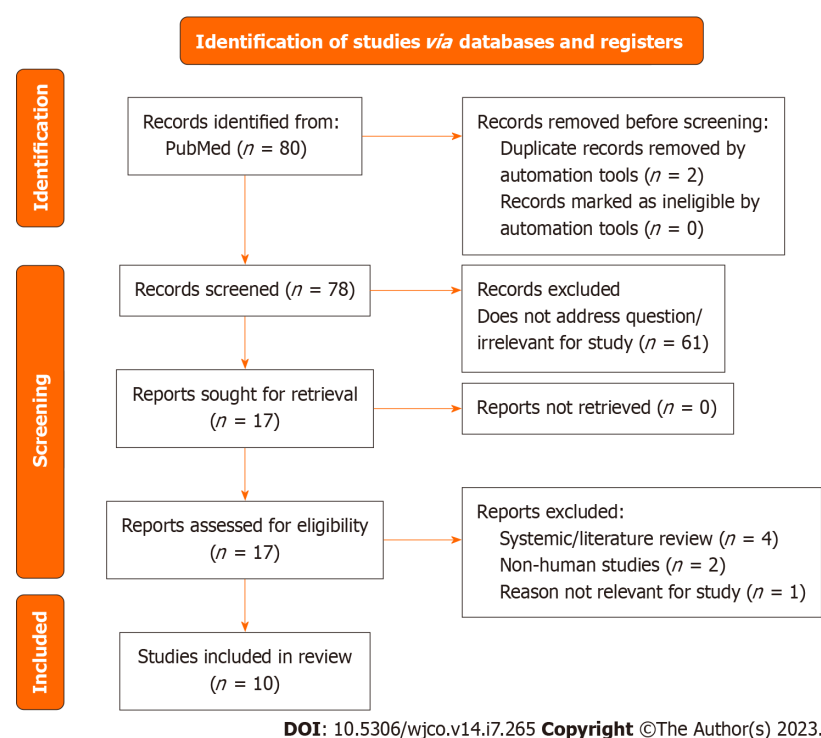 Identification of studies via databases and registers
Identification
Records identified from:
PubMed (n = 80)
Records removed before screening:
Duplicate records removed by
automation tools (n = 2)
Records marked as ineligible by
automation tools (n = 0)
Screening
Records screened (n = 78)
Records excluded
Does not address question/
irrelevant for study (n = 61)
Reports sought for retrieval
(n = 17)
Reports not retrieved (n = 0)
Reports assessed for eligibility
(n = 17)
Reports excluded:
Systemic/literature review (n = 4)
Non-human studies (n = 2)
Reason not relevant for study (n = 1)
Included
Studies included in review
(n = 10)
DOI: 10.5306/wjco.v14.i7.265 Copyright ©The Author(s) 2023.